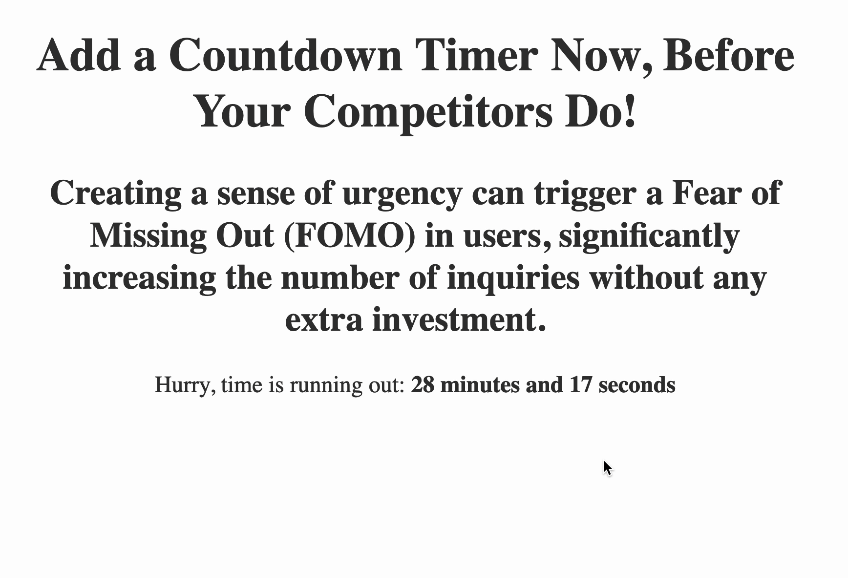 Add a Countdown Timer Now, Before
Your Competitors Do!
Creating a sense of urgency can trigger a Fear of
Missing Out (FOMO) in users, significantly
increasing the number of inquiries without any
extra investment.
Hurry, time is running out: 28 minutes and 17 seconds